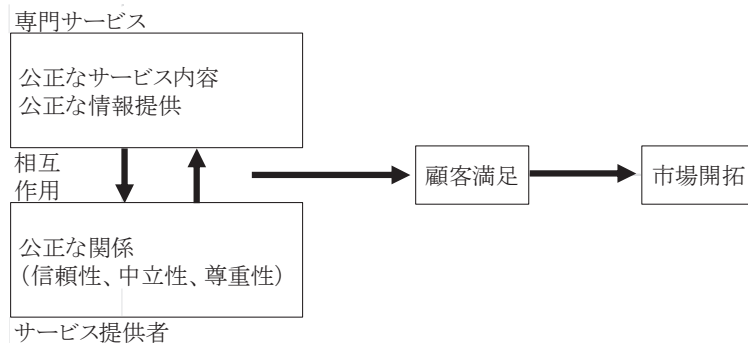 専門サービス
公正なサービス内容
公正な情報提供
相互
作用
顧客満足
市場開拓
公正な関係
（信頼性、中立性、尊重性）
サービス提供者